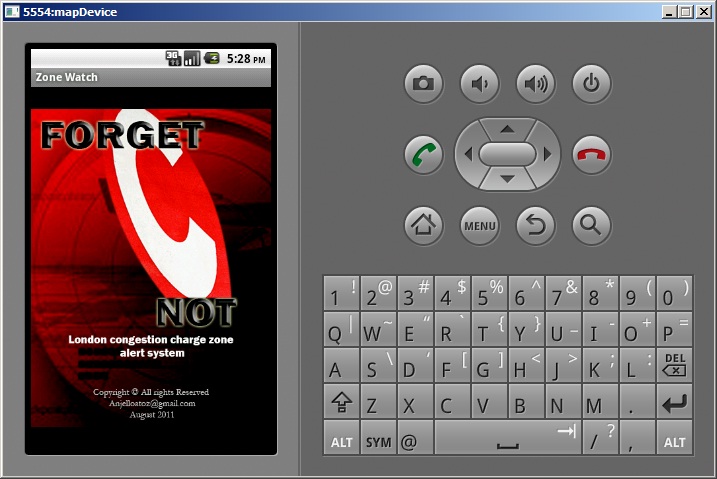 5554:mapDevice
3G
5:28 PM
Zone Watch
FORGET
NOT
London congestion charge zone
alert system
Copyright © All rights Reserved
Anjelloatoz@gmail.com
August 2011
MENU
1 ! 2 @ 3 # 4 $ 5 % 6 ^ 7 & 8 * 9 ( 0 )
Q | W ~ E “ R ` T { Y } U _ I - O + P =
A S \ D ‘ F [ G ] H < J > K ; L : DEL
Z X C V B N M .
ALT SYM @ / ? , ALT